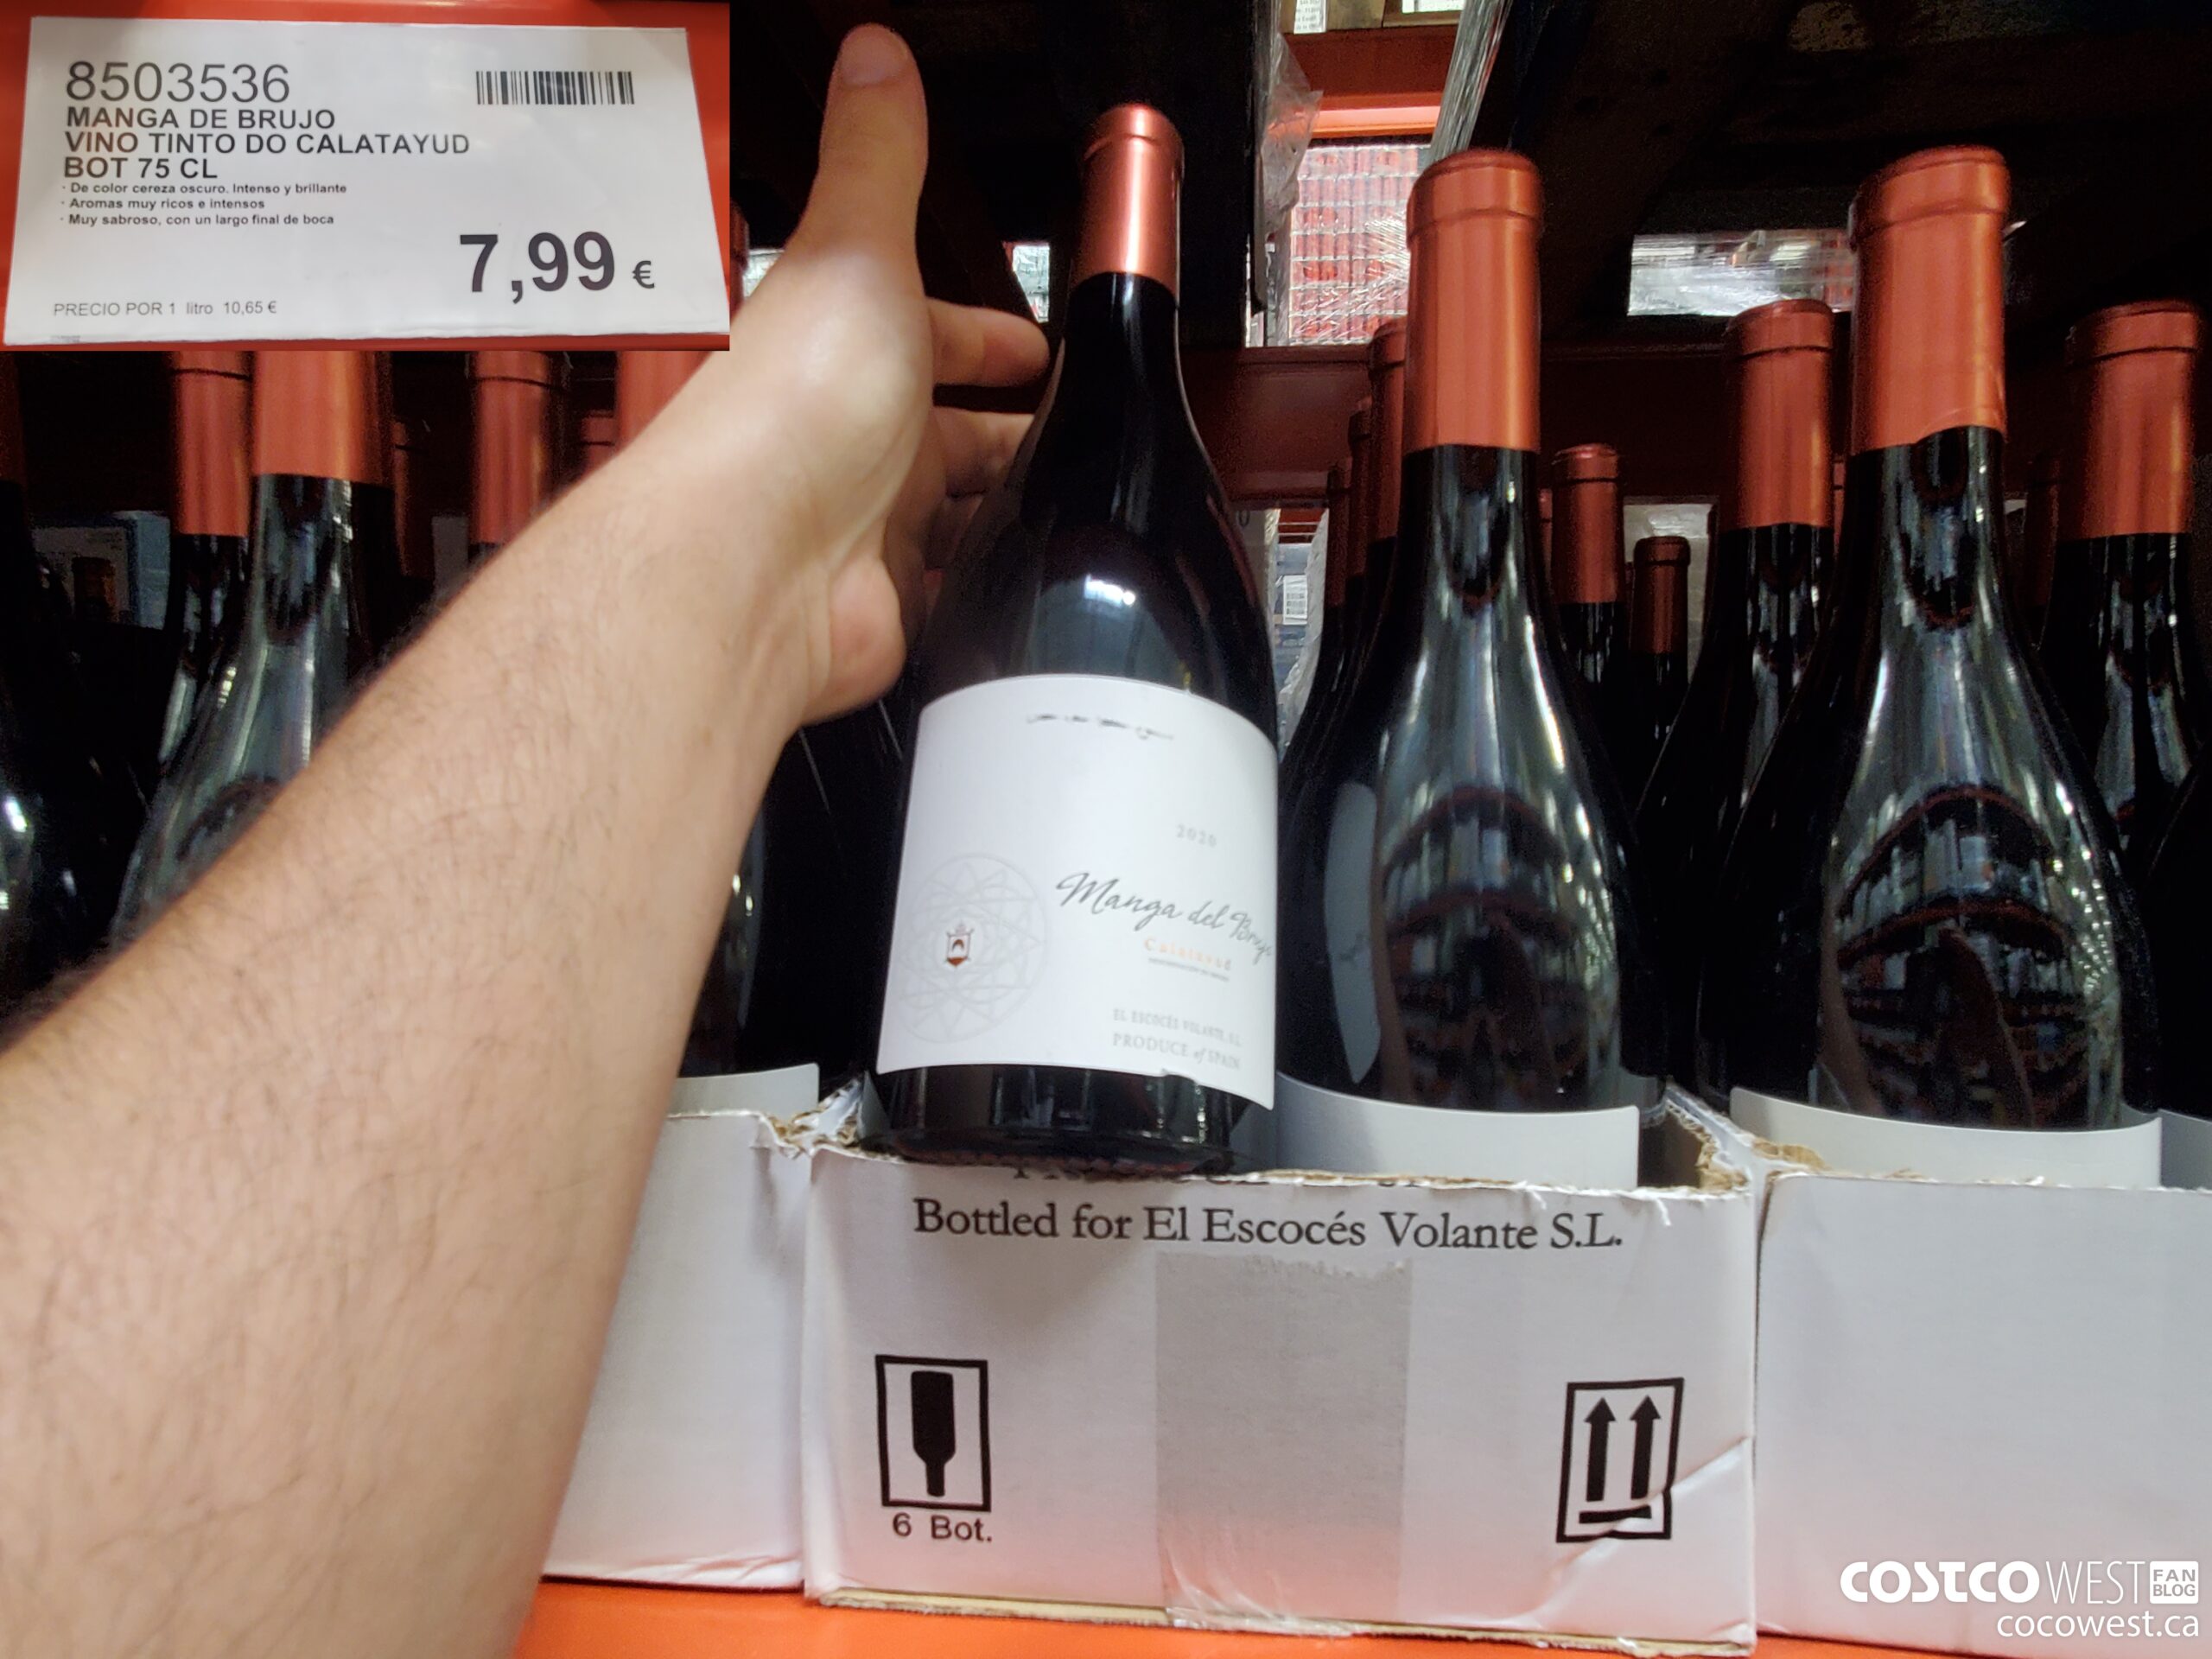 8503536
MANGA DE BRUJO
VINO TINTO DO CALATAYUD
BOT 75 CL
· De color cereza oscuro. Intenso y brillante
· Aromas muy ricos e intensos
· Muy sabroso, con un largo final de boca
7,99 €
PRECIO POR 1 litro 10,65 €
2020
Manga del Brujo
Calatayud
EL ESCOCÉS VOLANTE, S.L.
PRODUCE of SPAIN
Bottled for El Escocés Volante S.L.
6 Bot.
COSTCO WEST FAN BLOG
cocowest.ca